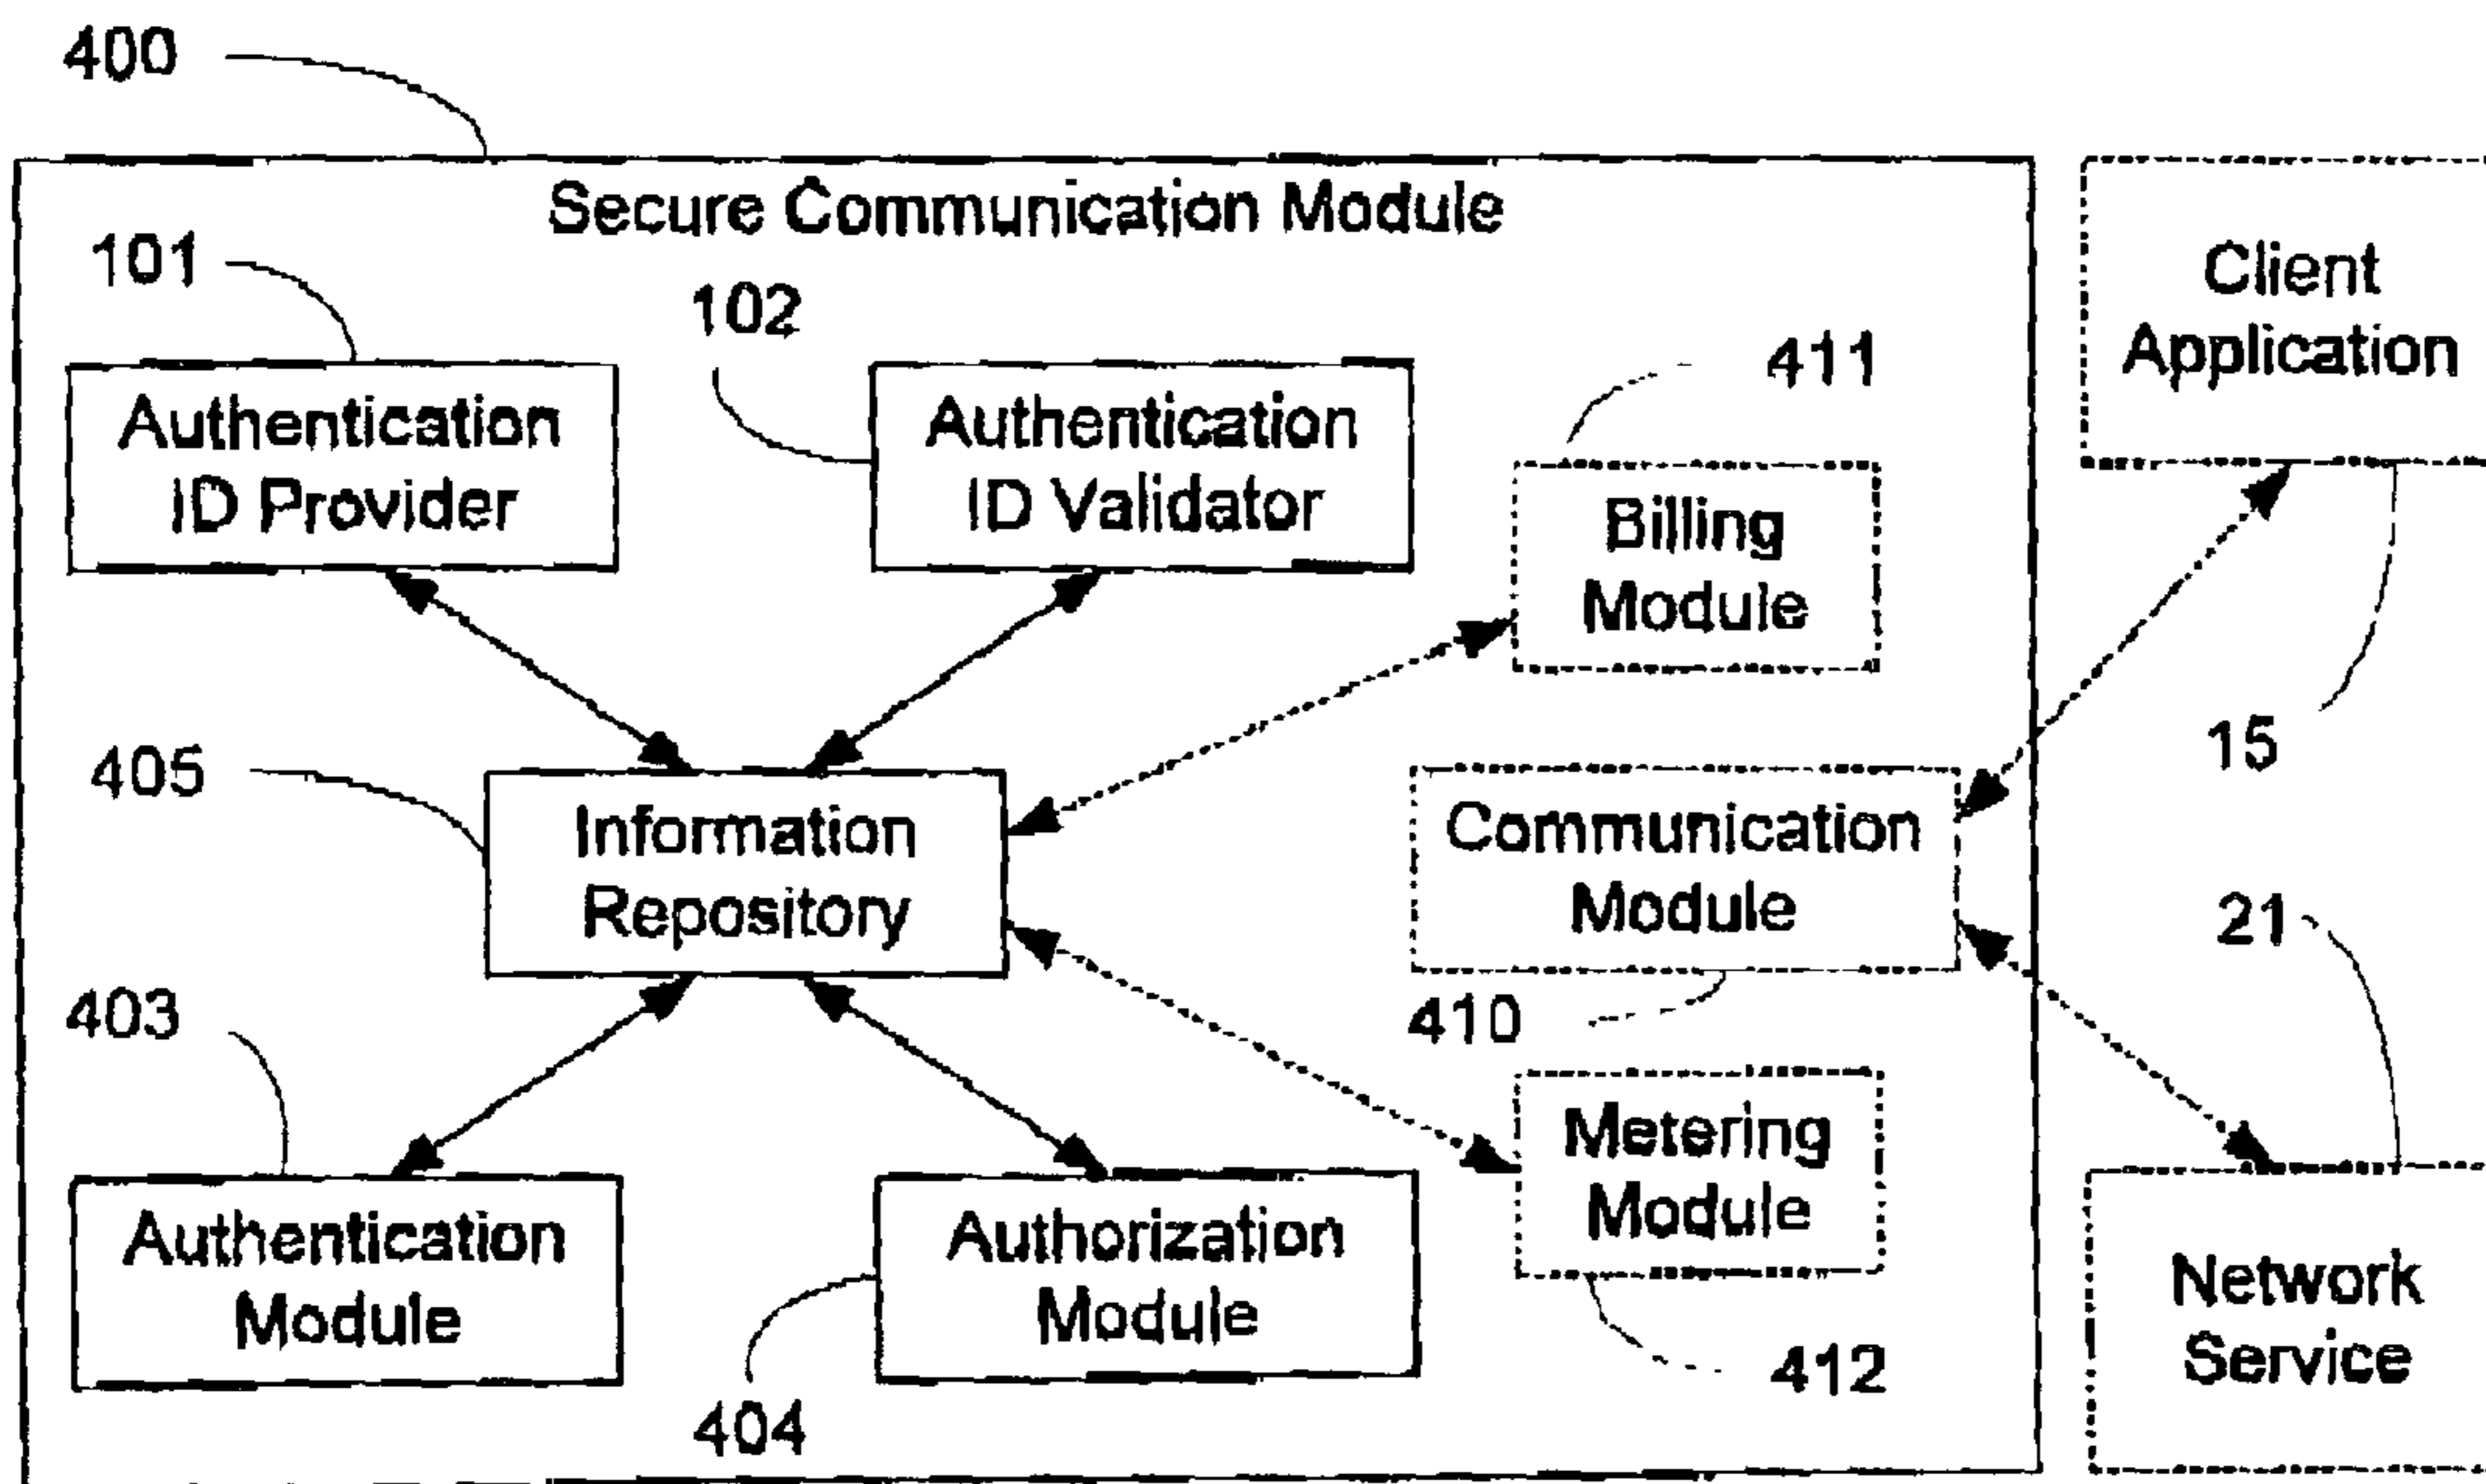 400
Secure Communication Module
101
102
Client
Application
411
Authentication
ID Provider
Authentication
ID Validator
Billing
Module
15
405
Information
Repository
Communication
Module
21
403
410
Metering
Module
Authentication
Module
Authorization
Module
Network
Service
412
404